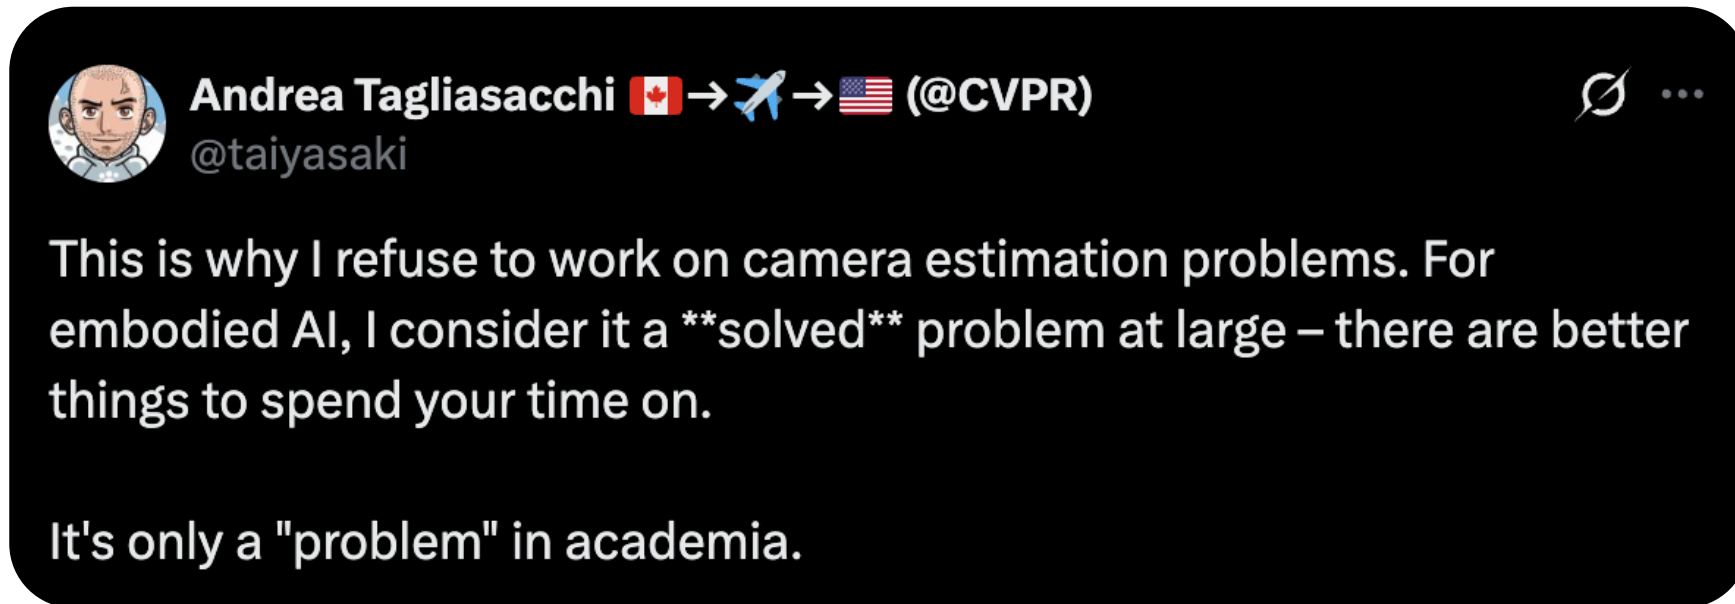 Andrea Tagliasacchi 🇨🇦→✈️→🇺🇸 (@CVPR)
@taiyasaki
This is why I refuse to work on camera estimation problems. For
embodied AI, I consider it a **solved** problem at large – there are better
things to spend your time on.
It's only a "problem" in academia.